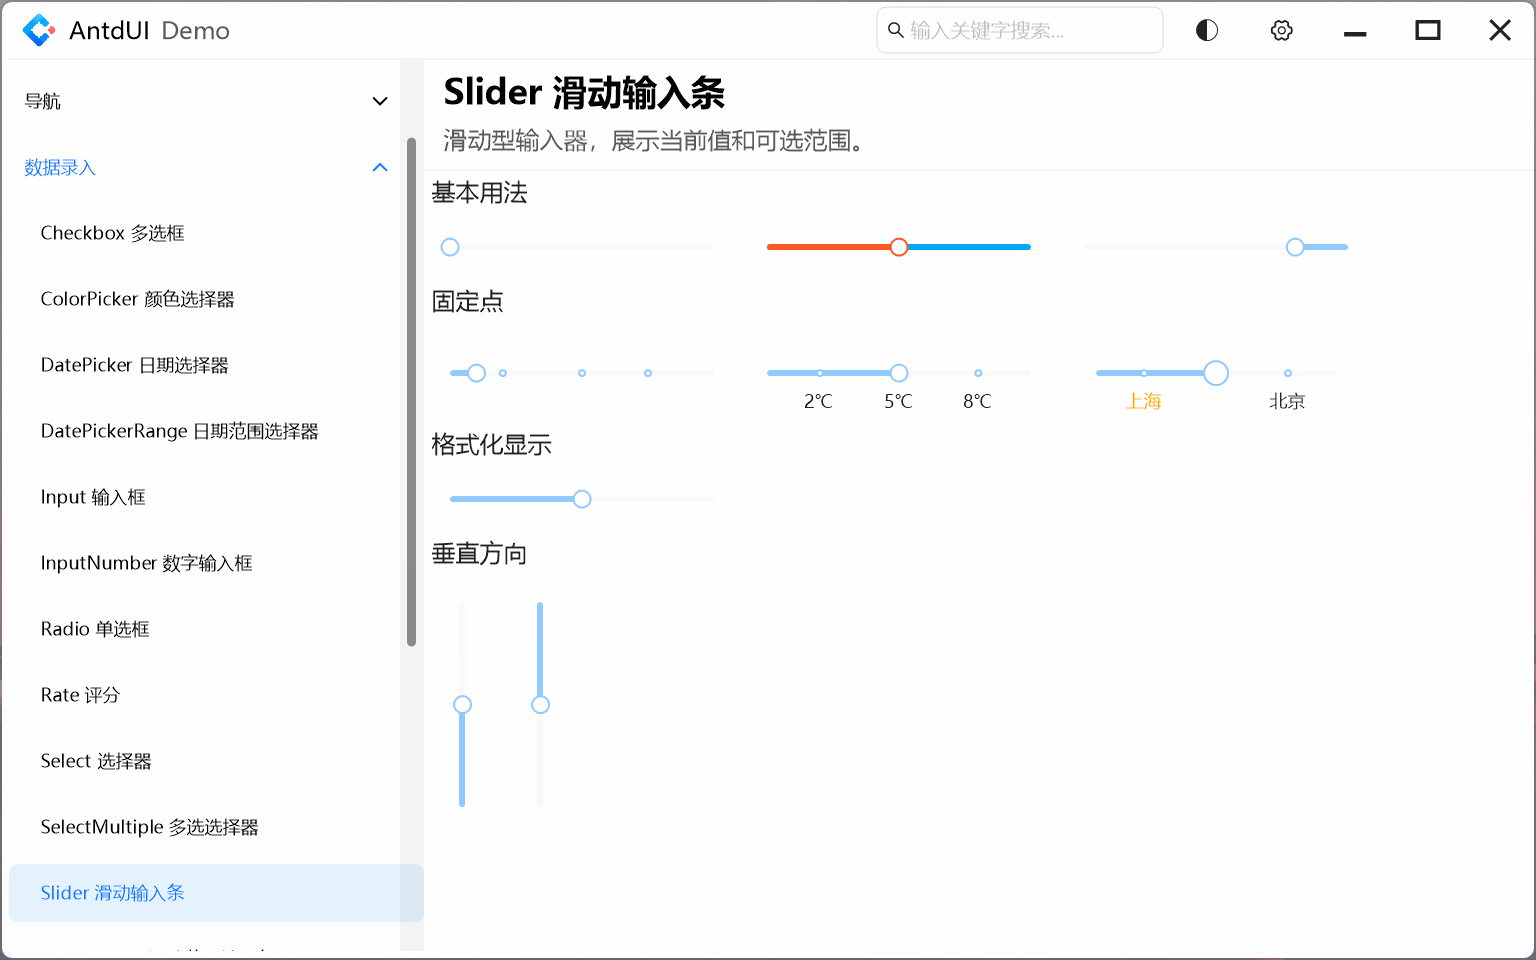 AntdUI Demo
输入关键字搜索...
导航
数据录入
Checkbox 多选框
ColorPicker 颜色选择器
DatePicker 日期选择器
DatePickerRange 日期范围选择器
Input 输入框
InputNumber 数字输入框
Radio 单选框
Rate 评分
Select 选择器
SelectMultiple 多选选择器
Slider 滑动输入条
Slider 滑动输入条
滑动型输入器，展示当前值和可选范围。
基本用法
固定点
2℃ 5℃ 8℃
上海 北京
格式化显示
垂直方向